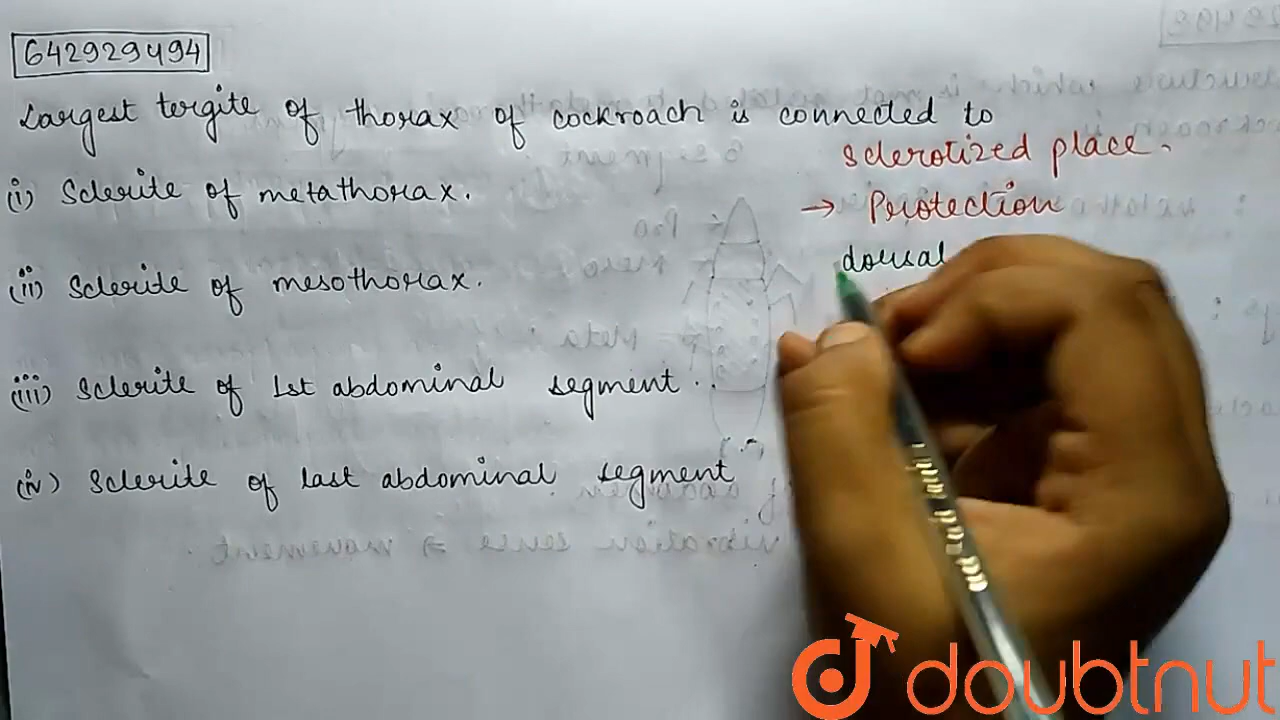 642929494
Largest tergite of thorax of cockroach is connected to
Sclerotized place.
(i) Sclerite of metathorax.
→ Protection
dorsal
(ii) Sclerite of mesothorax.
(iii) Sclerite of 1st abdominal segment.
(iv) Sclerite of last abdominal segment
doubtnut